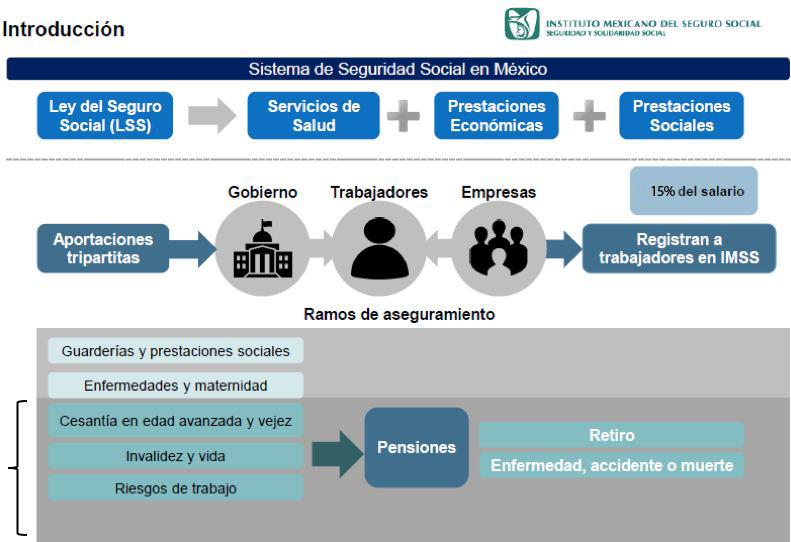 Introducción
INSTITUTO MEXICANO DEL SEGURO SOCIAL
SEGURIDAD Y SOLIDARIDAD SOCIAL
Sistema de Seguridad Social en México
Ley del Seguro
Social (LSS)
Servicios de
Salud
Prestaciones
Económicas
Prestaciones
Sociales
15% del salario
Gobierno
Trabajadores
Empresas
Aportaciones
tripartitas
Registran a
trabajadores en IMSS
Ramos de aseguramiento
Guarderías y prestaciones sociales
Enfermedades y maternidad
Cesantía en edad avanzada y vejez
Invalidez y vida
Riesgos de trabajo
Pensiones
Retiro
Enfermedad, accidente o muerte